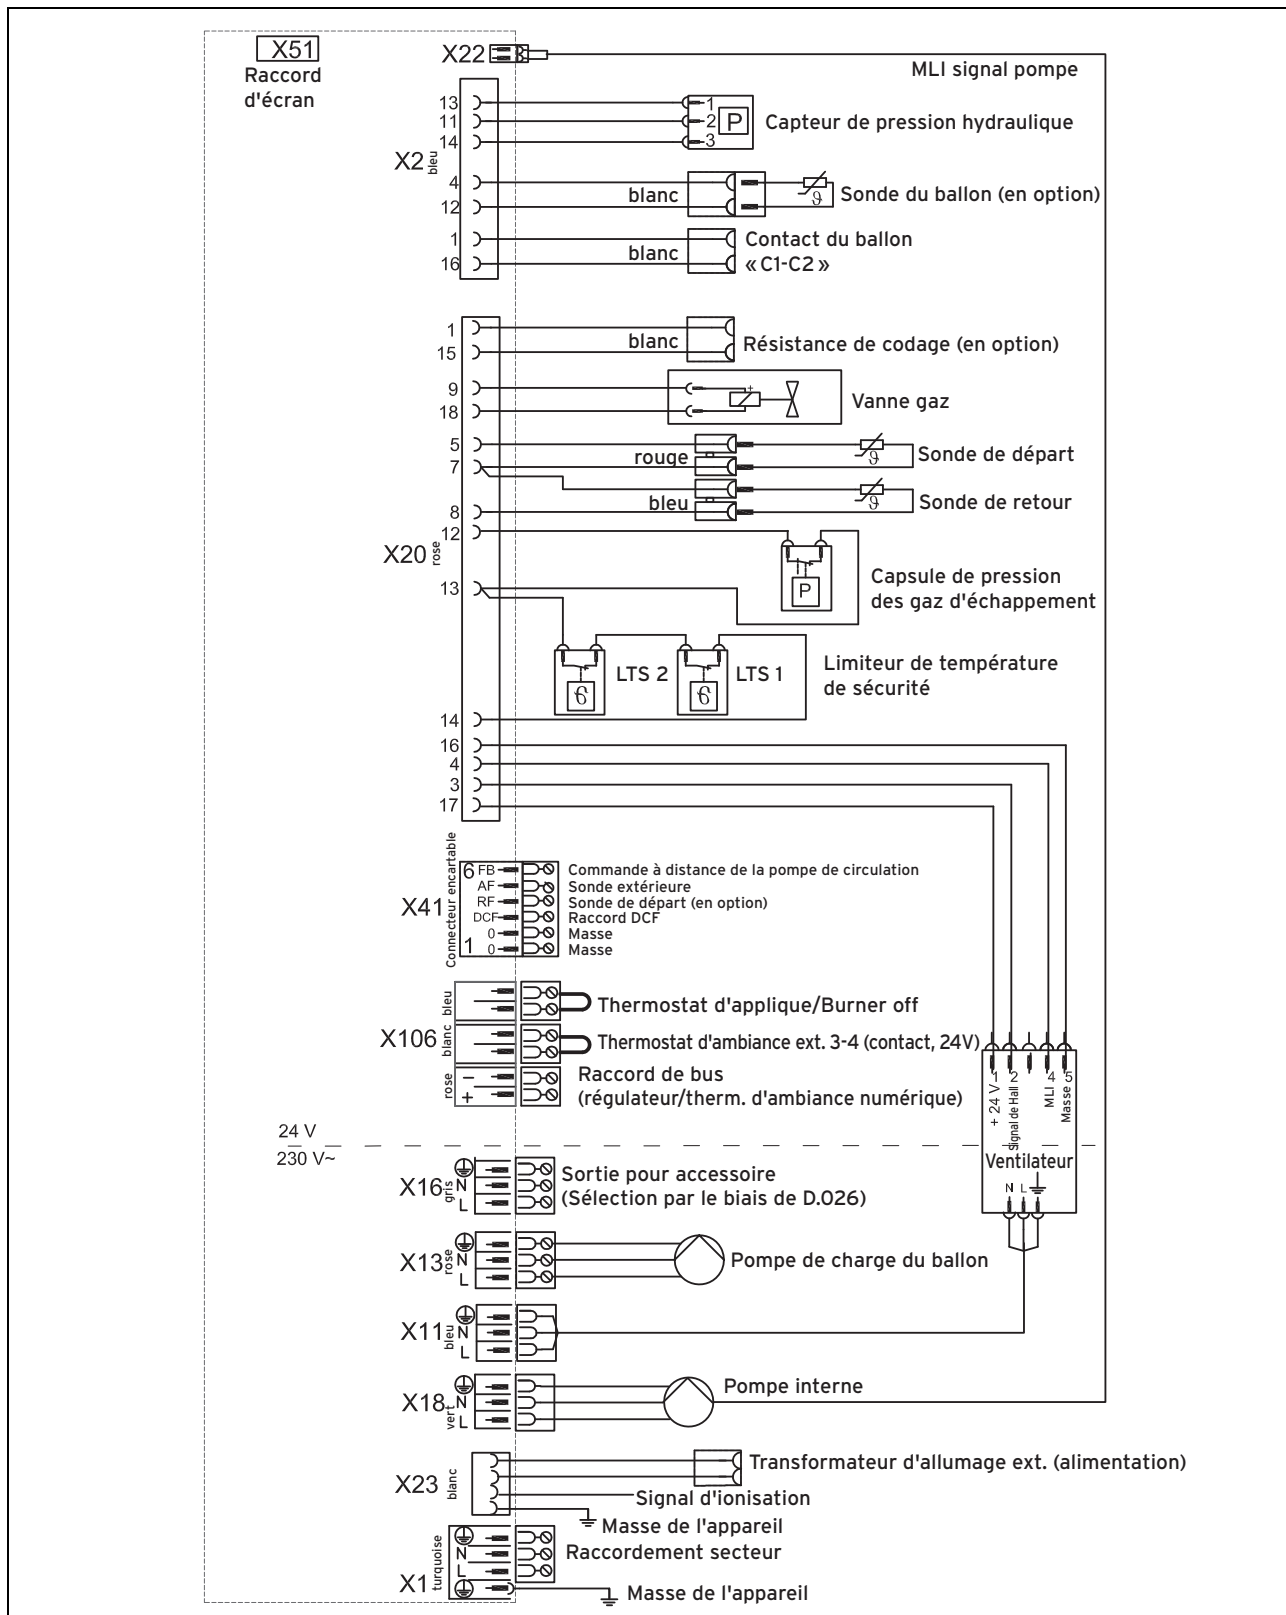 X51
Raccord
d'écran
X22
MLI signal pompe
X2
bleu
13
11
14
4
12
1
16
1
2
3
P
Capteur de pression hydraulique
blanc
ϑ
Sonde du ballon (en option)
blanc
Contact du ballon
« C1-C2 »
X20
rose
1
15
9
18
5
7
8
12
13
14
16
4
3
17
blanc
Résistance de codage (en option)
+
Vanne gaz
rouge
ϑ
Sonde de départ
bleu
ϑ
Sonde de retour
P
Capsule de pression
des gaz d'échappement
LTS 2
LTS 1
ϑ
ϑ
Limiteur de température
de sécurité
X41
Connecteur encartable
6 FB Commande à distance de la pompe de circulation
AF Sonde extérieure
RF Sonde de départ (en option)
DCF Raccord DCF
0 Masse
1 0 Masse
X106
bleu
Thermostat d'applique/Burner off
blanc
Thermostat d'ambiance ext. 3-4 (contact, 24V)
rose
−
+
Raccord de bus
(régulateur/therm. d'ambiance numérique)
+ 24 V 1
Signal de Hall 2
MLI 4
Masse 5
Ventilateur
N L
24 V
230 V~
X16
gris
N
L
Sortie pour accessoire
(Sélection par le biais de D.026)
X13
rose
N
L
Pompe de charge du ballon
X11
bleu
N
L
X18
vert
N
L
Pompe interne
X23
blanc
Transformateur d'allumage ext. (alimentation)
Signal d'ionisation
Masse de l'appareil
X1
turquoise
N
L
Raccordement secteur
Masse de l'appareil